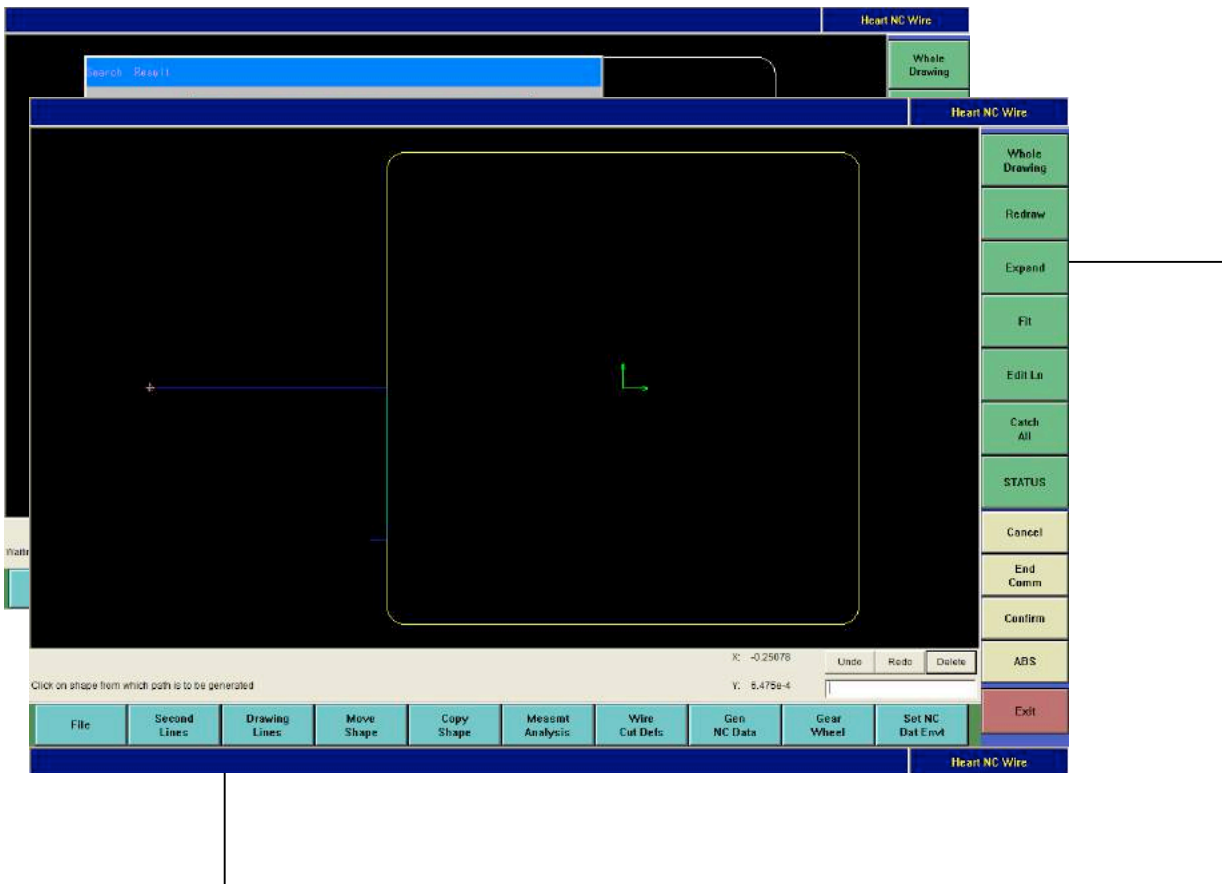 Heart NC Wire
Whole
Drawing
Search Result
Heart NC Wire
Whole
Drawing
Redraw
Expand
Fit
Edit Ln
Catch
All
STATUS
Cancel
End
Comm
Confirm
ABS
Exit
X: -0.25078
Undo Redo Delete
Click on shape from which path is to be generated
Y: 6.475e-4
File
Second
Lines
Drawing
Lines
Move
Shape
Copy
Shape
Measmt
Analysis
Wire
Cut Defs
Gen
NC Data
Gear
Wheel
Set NC
Dat Envt
Heart NC Wire